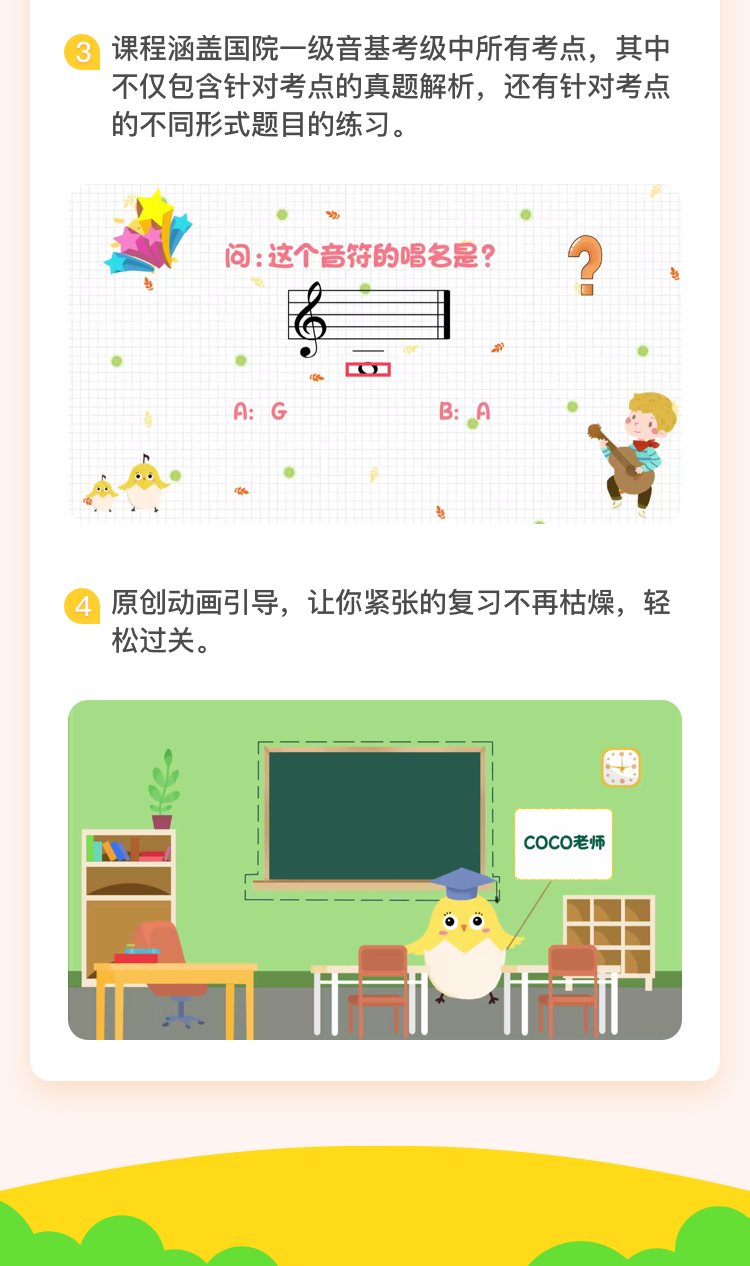 3 课程涵盖国院一级音基考级中所有考点，其中
不仅包含针对考点的真题解析，还有针对考点
的不同形式题目的练习。
问:这个音符的唱名是?
?
A: G B: A
4 原创动画引导，让你紧张的复习不再枯燥，轻
松过关。
COCO老师